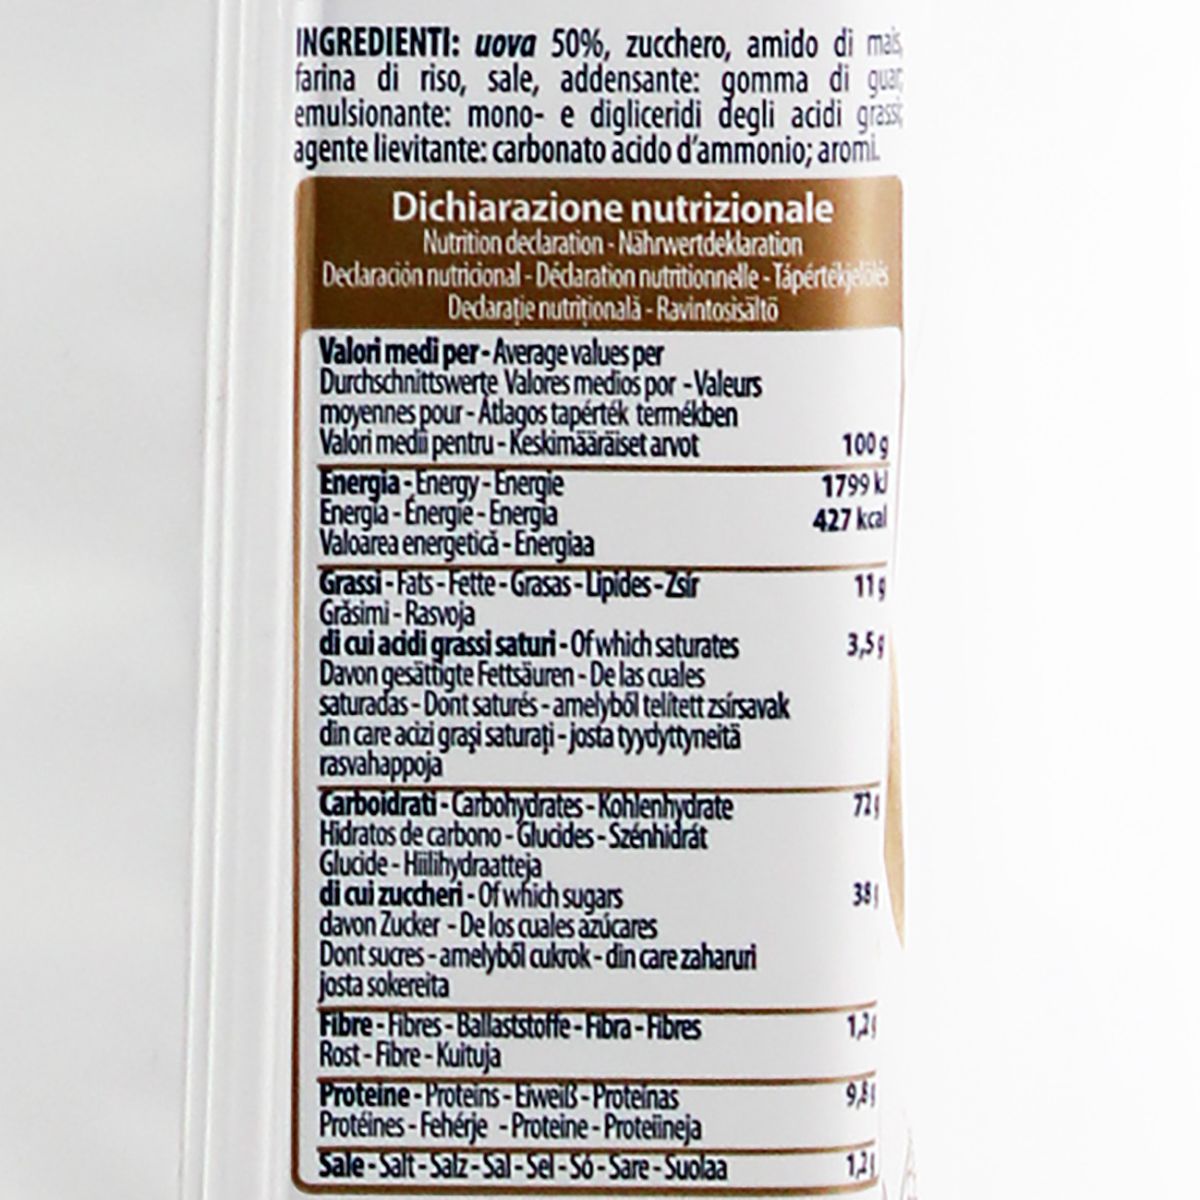 INGREDIENTI: uova 50%, zucchero, amido di mais,
farina di riso, sale, addensante: gomma di guar;
emulsionante: mono- e digliceridi degli acidi grassi;
agente lievitante: carbonato acido d'ammonio; aromi.
Dichiarazione nutrizionale
Nutrition declaration - Nährwertdeklaration
Declaración nutricional - Déclaration nutritionnelle - Tápértékjelölés
Declarație nutrițională - Ravintosisältö
Valori medi per - Average values per
Durchschnittswerte Valores medios por - Valeurs
moyennes pour - Átlagos tapérték termékben
Valori medii pentru - Keskimääräiset arvot 100 g
Energia - Energy - Energie 1799 kJ
Energía - Énergie - Energia 427 kcal
Valoarea energetică - Energiaa
Grassi - Fats - Fette - Grasas - Lipides - Zsír 11 g
Grăsimi - Rasvoja
di cui acidi grassi saturi - Of which saturates 3,5 g
Davon gesättigte Fettsäuren - De las cuales
saturadas - Dont saturés - amelyből telített zsírsavak
din care acizi grași saturați - josta tyydyttyneitä
rasvahappoja
Carboidrati - Carbohydrates - Kohlenhydrate 72 g
Hidratos de carbono - Glucides - Szénhidrát
Glucide - Hiilihydraatteja
di cui zuccheri - Of which sugars 38 g
davon Zucker - De los cuales azúcares
Dont sucres - amelyből cukrok - din care zaharuri
josta sokereita
Fibre - Fibres - Ballaststoffe - Fibra - Fibres 1,2 g
Rost - Fibre - Kuituja
Proteine - Proteins - Eiweiß - Proteínas 9,8 g
Protéines - Fehérje - Proteine - Proteiineja
Sale - Salt - Salz - Sal - Sel - Só - Sare - Suolaa 1,2